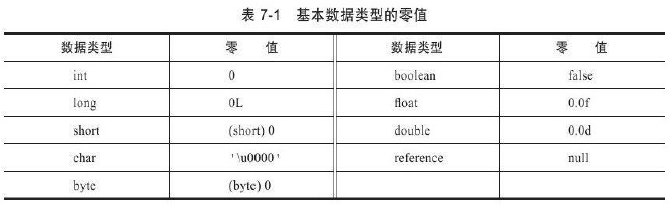 表 7-1 基本数据类型的零值
数据类型 零 值 数据类型 零 值
int 0 boolean false
long 0L float 0.0f
short (short) 0 double 0.0d
char '\u0000' reference null
byte (byte) 0